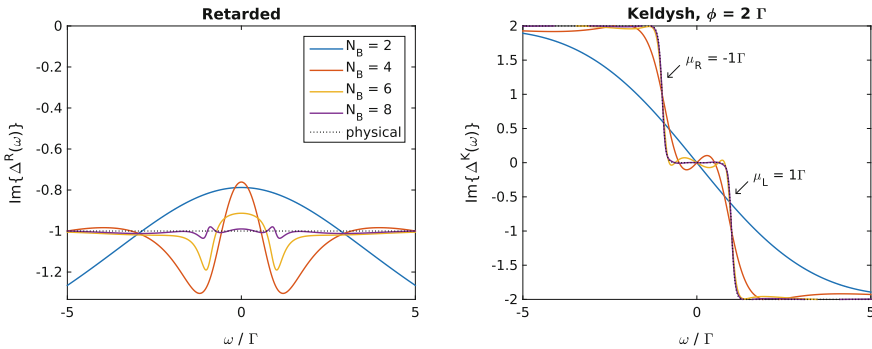 Retarded
0
-0.2
-0.4
-0.6
-0.8
-1
-1.2
Im{Δ^R(ω)}
N_B = 2
N_B = 4
N_B = 6
N_B = 8
physical
-5
0
5
ω / Γ
Keldysh, ϕ = 2 Γ
2
1.5
1
0.5
0
-0.5
-1
-1.5
-2
Im{Δ^K(ω)}
μ_R = -1Γ
μ_L = 1Γ
-5
0
5
ω / Γ